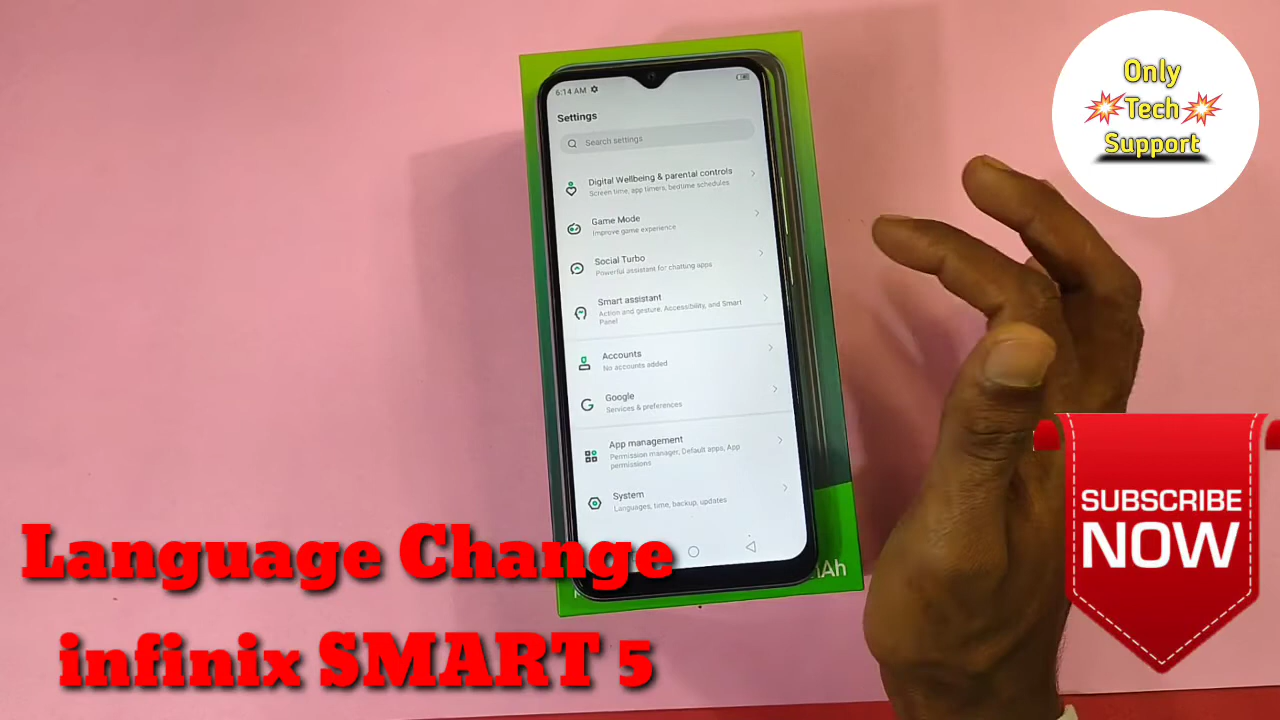 6:14 AM
Settings
Search settings
Digital Wellbeing & parental controls
Screen time, app timers, bedtime schedules
Game Mode
Improve game experience
Social Turbo
Powerful assistant for chatting apps
Smart assistant
Action and gesture, Accessibility, and Smart
Panel
Accounts
No accounts added
Google
Services & preferences
App management
Permission manager, Default apps, App
permissions
System
Languages, time, backup, updates
mAh
Only
Tech
Support
SUBSCRIBE
NOW
Language Change
infinix SMART 5